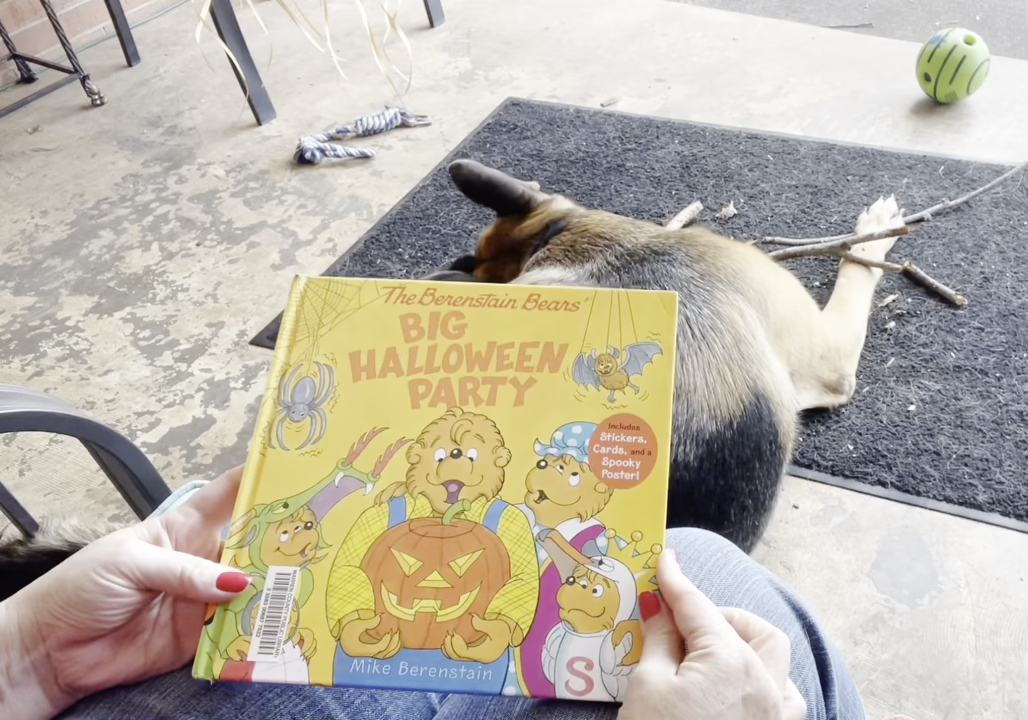 The Berenstain Bears'
BIG
HALLOWEEN
PARTY
Includes
Stickers,
Cards, and a
Spooky
Poster!
S
Mike Berenstain